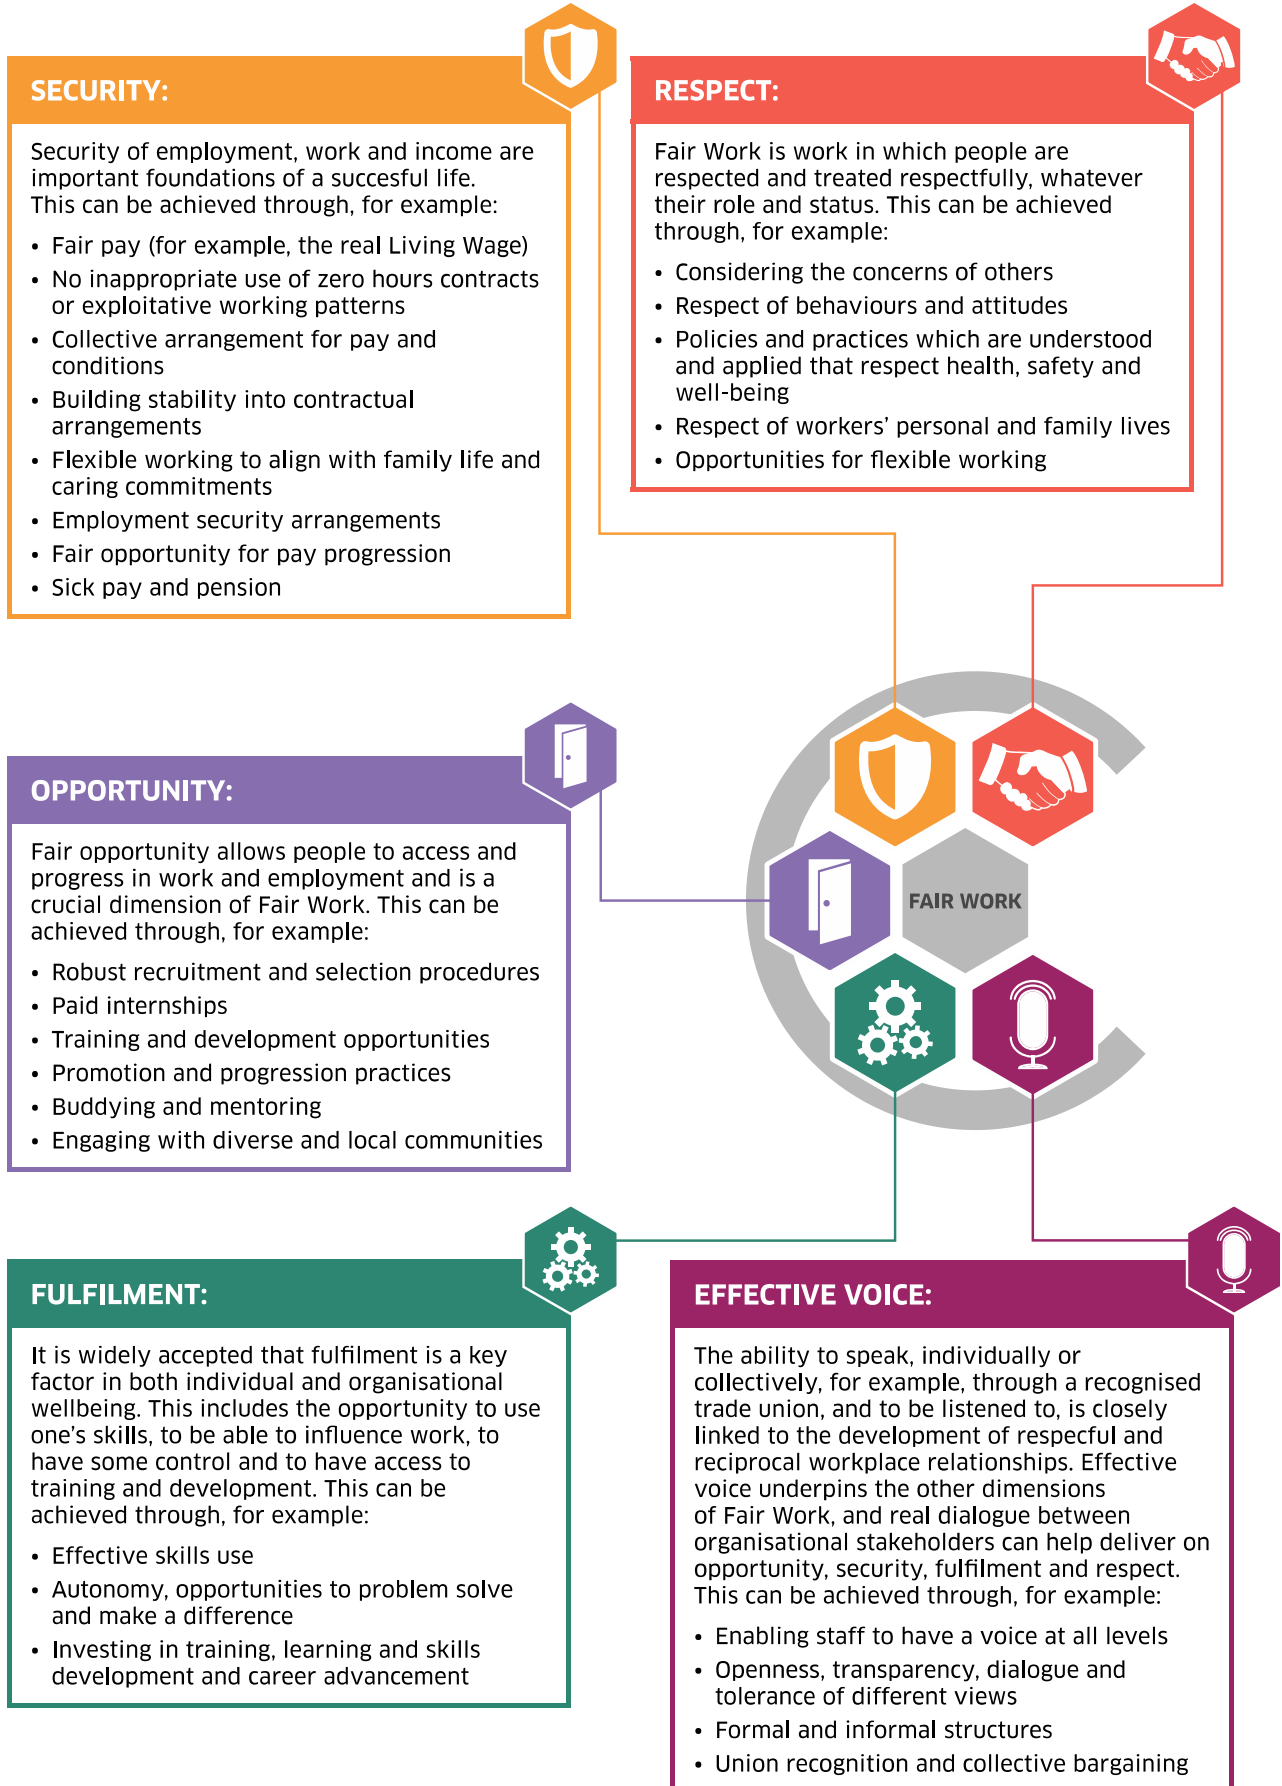 SECURITY:
Security of employment, work and income are
important foundations of a succesful life.
This can be achieved through, for example:
• Fair pay (for example, the real Living Wage)
• No inappropriate use of zero hours contracts
or exploitative working patterns
• Collective arrangement for pay and
conditions
• Building stability into contractual
arrangements
• Flexible working to align with family life and
caring commitments
• Employment security arrangements
• Fair opportunity for pay progression
• Sick pay and pension
RESPECT:
Fair Work is work in which people are
respected and treated respectfully, whatever
their role and status. This can be achieved
through, for example:
• Considering the concerns of others
• Respect of behaviours and attitudes
• Policies and practices which are understood
and applied that respect health, safety and
well-being
• Respect of workers’ personal and family lives
• Opportunities for flexible working
OPPORTUNITY:
Fair opportunity allows people to access and
progress in work and employment and is a
crucial dimension of Fair Work. This can be
achieved through, for example:
• Robust recruitment and selection procedures
• Paid internships
• Training and development opportunities
• Promotion and progression practices
• Buddying and mentoring
• Engaging with diverse and local communities
FAIR WORK
FULFILMENT:
It is widely accepted that fulfilment is a key
factor in both individual and organisational
wellbeing. This includes the opportunity to use
one’s skills, to be able to influence work, to
have some control and to have access to
training and development. This can be
achieved through, for example:
• Effective skills use
• Autonomy, opportunities to problem solve
and make a difference
• Investing in training, learning and skills
development and career advancement
EFFECTIVE VOICE:
The ability to speak, individually or
collectively, for example, through a recognised
trade union, and to be listened to, is closely
linked to the development of respecful and
reciprocal workplace relationships. Effective
voice underpins the other dimensions
of Fair Work, and real dialogue between
organisational stakeholders can help deliver on
opportunity, security, fulfilment and respect.
This can be achieved through, for example:
• Enabling staff to have a voice at all levels
• Openness, transparency, dialogue and
tolerance of different views
• Formal and informal structures
• Union recognition and collective bargaining